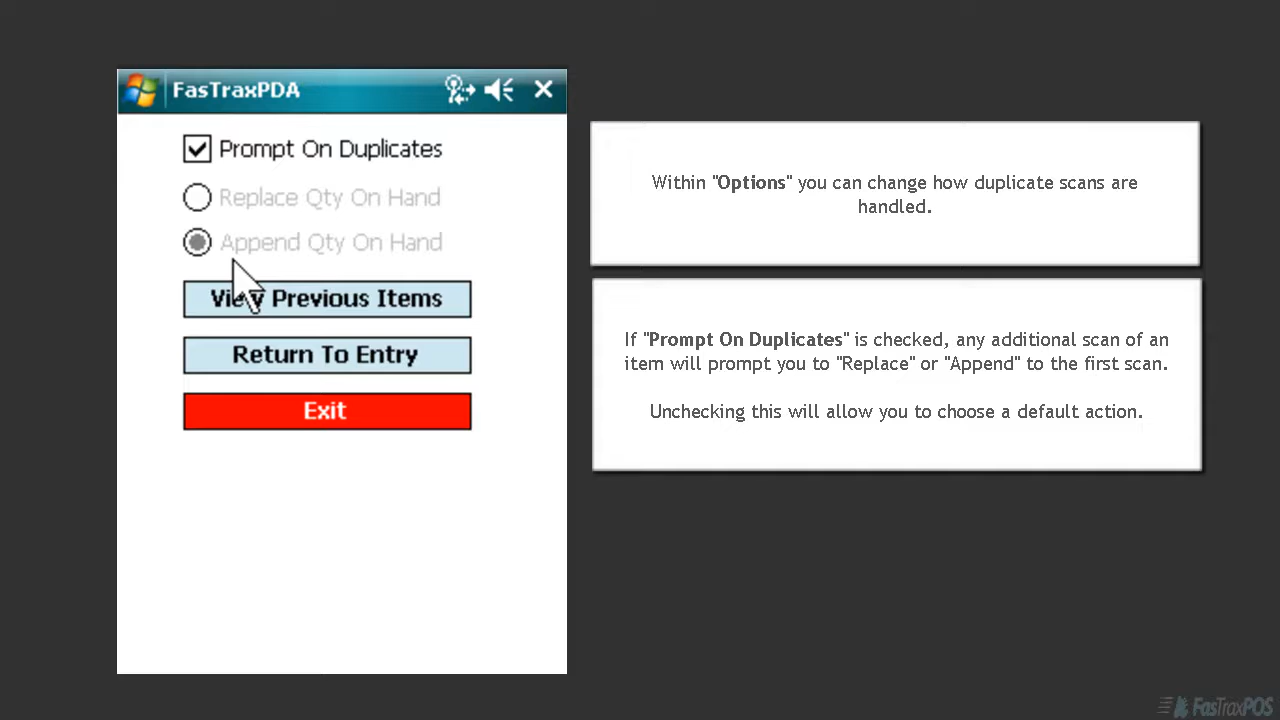 FasTraxPDA
Prompt On Duplicates
Replace Qty On Hand
Append Qty On Hand
View Previous Items
Return To Entry
Exit
Within "Options" you can change how duplicate scans are
handled.
If "Prompt On Duplicates" is checked, any additional scan of an
item will prompt you to "Replace" or "Append" to the first scan.
Unchecking this will allow you to choose a default action.
FasTraxPOS